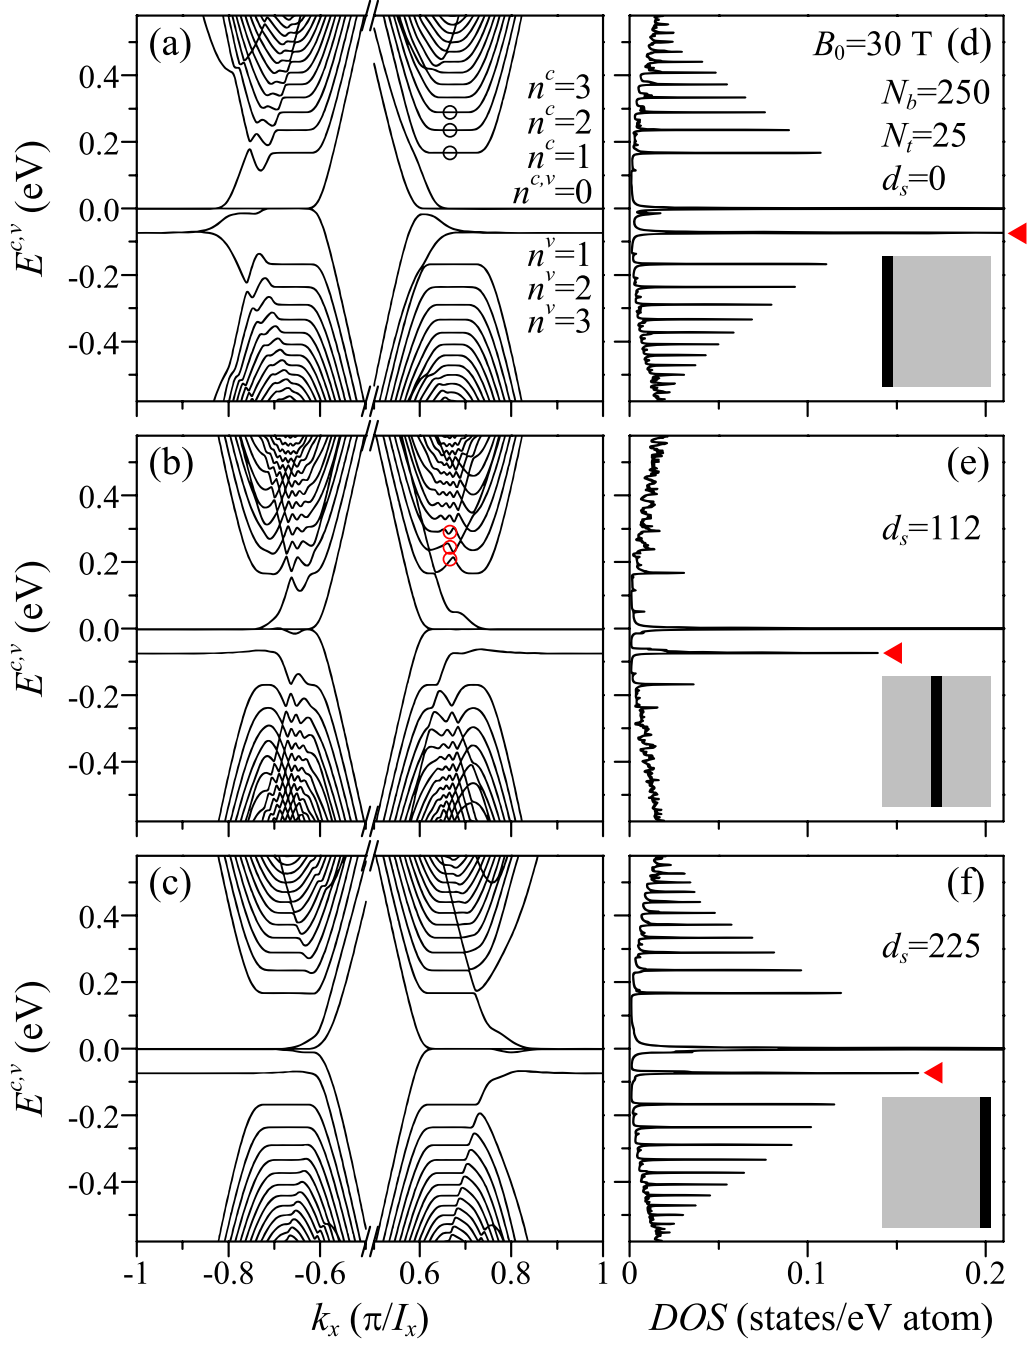 (a)
n^c=3
n^c=2
n^c=1
n^{c,v}=0
n^v=1
n^v=2
n^v=3
0.4
0.2
0.0
-0.2
-0.4
E^{c,v} (eV)
B_0=30 T (d)
N_b=250
N_t=25
d_s=0
(b)
0.4
0.2
0.0
-0.2
-0.4
E^{c,v} (eV)
(e)
d_s=112
(c)
0.4
0.2
0.0
-0.2
-0.4
E^{c,v} (eV)
(f)
d_s=225
-1 -0.8 -0.6 0.6 0.8 1 0 0.1 0.2
k_x (π/I_x)
DOS (states/eV atom)